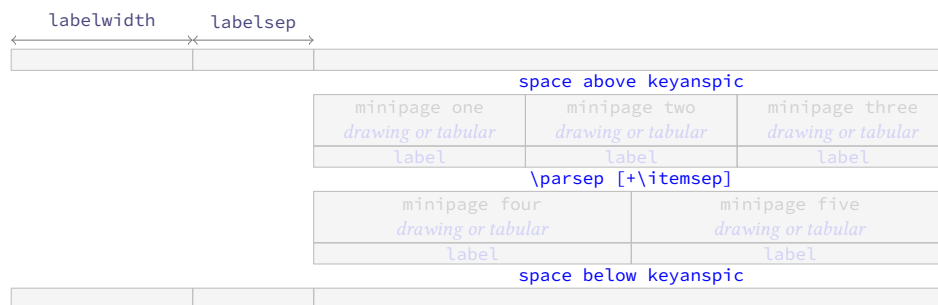 labelwidth labelsep
space above keyanspic
minipage one minipage two minipage three
drawing or tabular drawing or tabular drawing or tabular
label label label
\parsep [+\itemsep]
minipage four minipage five
drawing or tabular drawing or tabular
label label
space below keyanspic